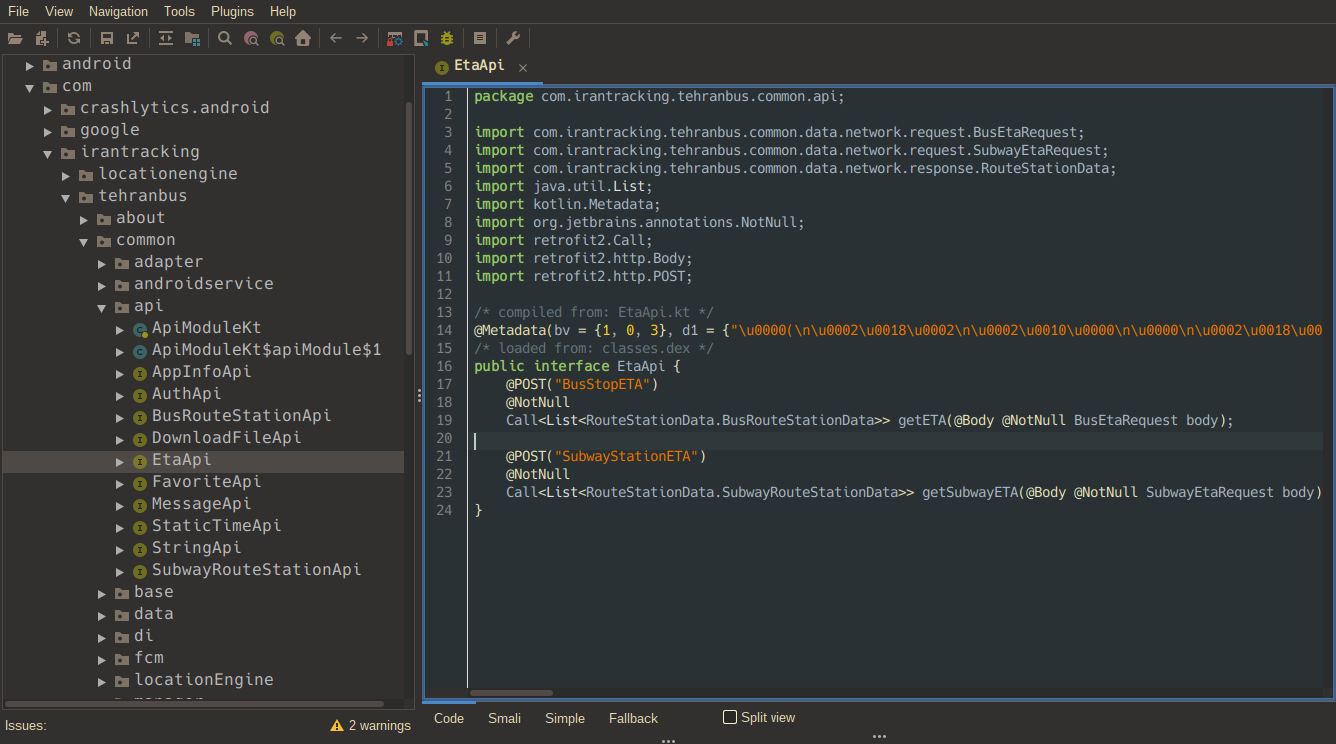 File View Navigation Tools Plugins Help
android
com
crashlytics.android
google
irantracking
locationengine
tehranbus
about
common
adapter
androidservice
api
ApiModuleKt
ApiModuleKt$apiModule$1
AppInfoApi
AuthApi
BusRouteStationApi
DownloadFileApi
EtaApi
FavoriteApi
MessageApi
StaticTimeApi
StringApi
SubwayRouteStationApi
base
data
di
fcm
locationEngine
Issues: 2 warnings
EtaApi ×
1 package com.irantracking.tehranbus.common.api;
2
3 import com.irantracking.tehranbus.common.data.network.request.BusEtaRequest;
4 import com.irantracking.tehranbus.common.data.network.request.SubwayEtaRequest;
5 import com.irantracking.tehranbus.common.data.network.response.RouteStationData;
6 import java.util.List;
7 import kotlin.Metadata;
8 import org.jetbrains.annotations.NotNull;
9 import retrofit2.Call;
10 import retrofit2.http.Body;
11 import retrofit2.http.POST;
12
13 /* compiled from: EtaApi.kt */
14 @Metadata(bv = {1, 0, 3}, d1 = {"\u0000(\n\u0002\u0018\u0002\n\u0002\u0010\u0000\n\u0000\n\u0002\u0018\u00
15 /* loaded from: classes.dex */
16 public interface EtaApi {
17 @POST("BusStopETA")
18 @NotNull
19 Call<List<RouteStationData.BusRouteStationData>> getETA(@Body @NotNull BusEtaRequest body);
20
21 @POST("SubwayStationETA")
22 @NotNull
23 Call<List<RouteStationData.SubwayRouteStationData>> getSubwayETA(@Body @NotNull SubwayEtaRequest body)
24 }
Code Smali Simple Fallback Split view